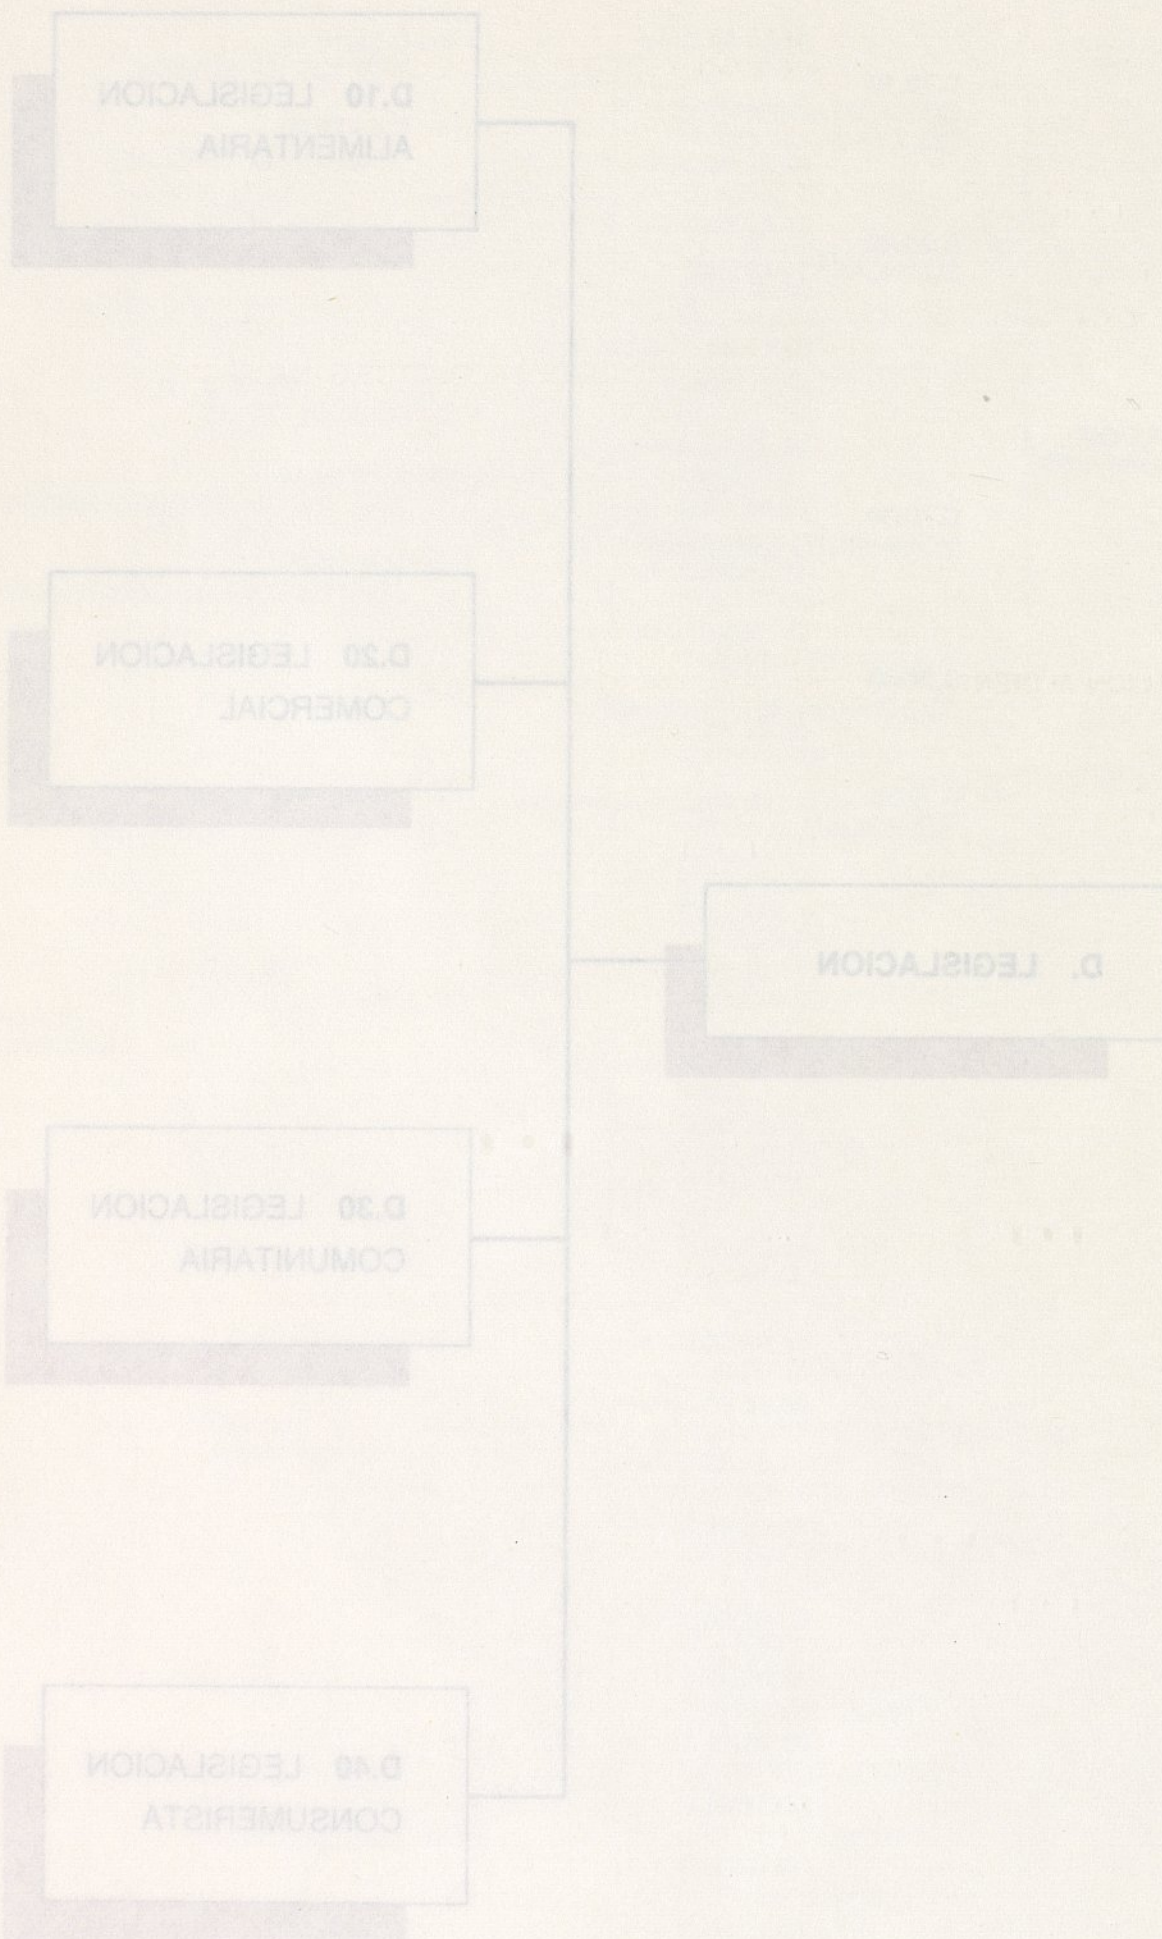 D.10 LEGISLACION
ALIMENTARIA
D.20 LEGISLACION
COMERCIAL
D. LEGISLACION
D.30 LEGISLACION
COMUNITARIA
D.40 LEGISLACION
CONSUMERISTA